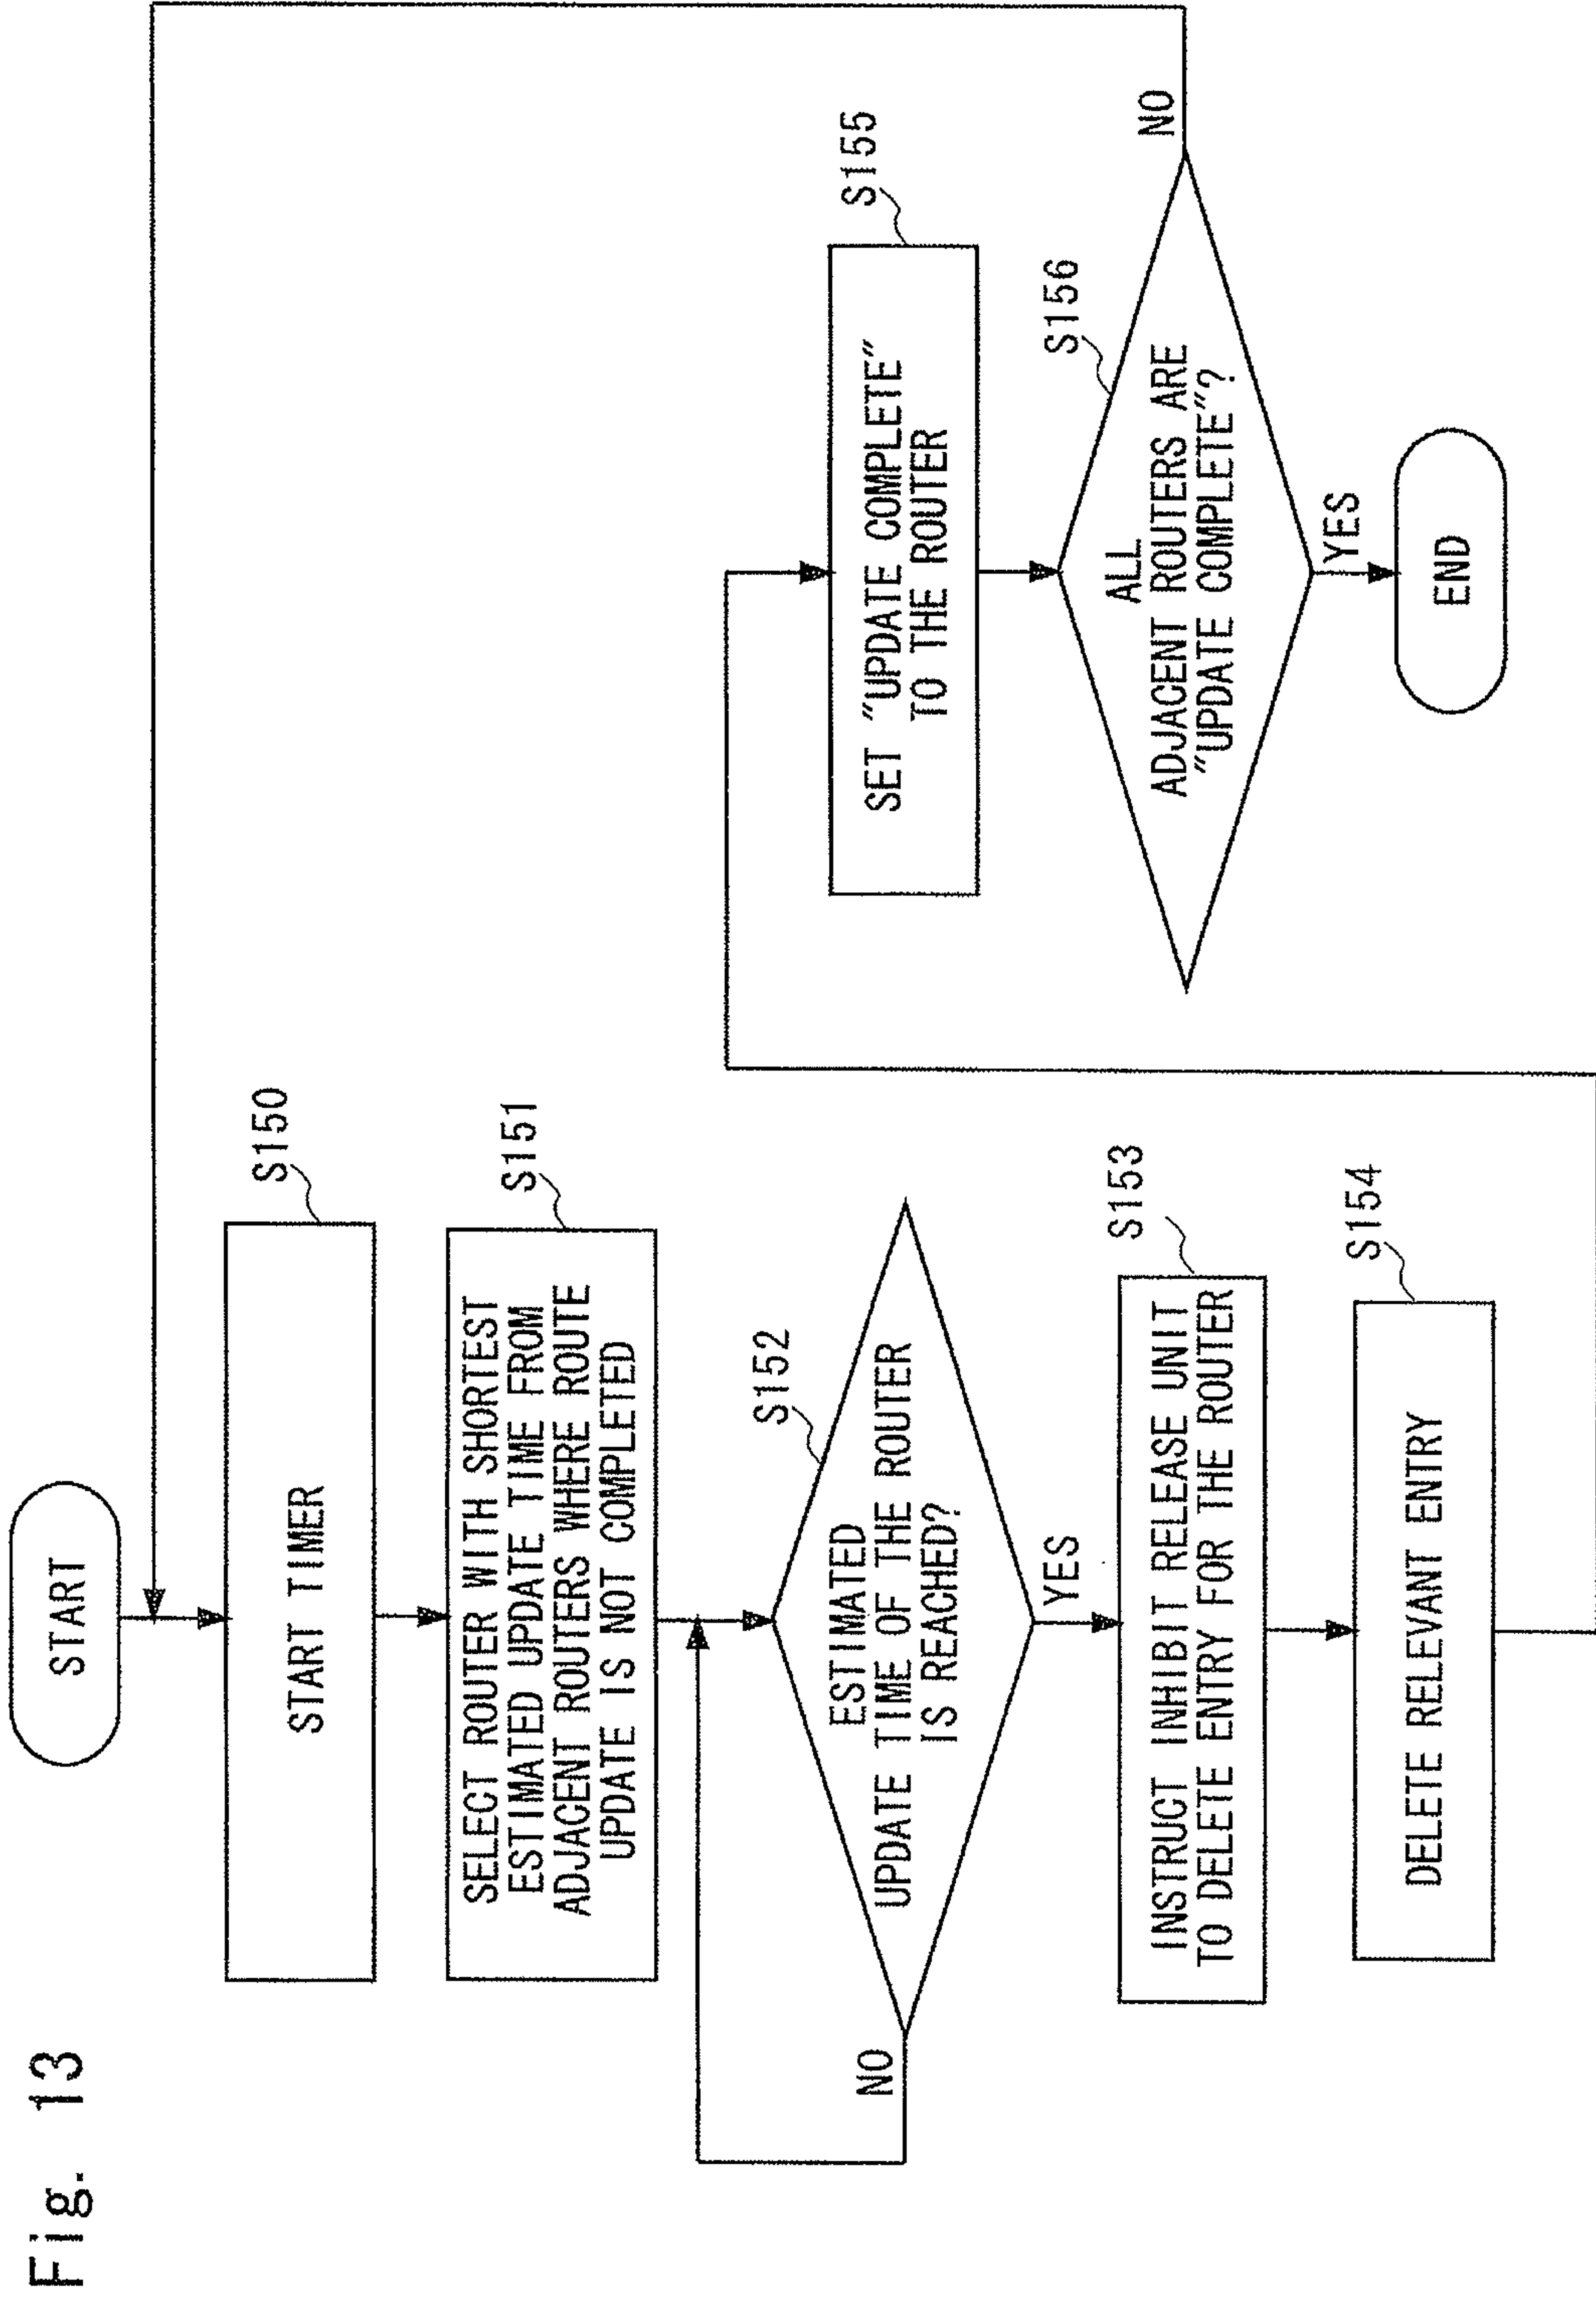 Fig. 13
START
START TIMER
S150
SELECT ROUTER WITH SHORTEST
ESTIMATED UPDATE TIME FROM
ADJACENT ROUTERS WHERE ROUTE
UPDATE IS NOT COMPLETED
S151
ESTIMATED
UPDATE TIME OF THE ROUTER
IS REACHED?
S152
NO
YES
INSTRUCT INHIBIT RELEASE UNIT
TO DELETE ENTRY FOR THE ROUTER
S153
DELETE RELEVANT ENTRY
S154
SET "UPDATE COMPLETE"
TO THE ROUTER
S155
ALL
ADJACENT ROUTERS ARE
"UPDATE COMPLETE"?
S156
NO
YES
END